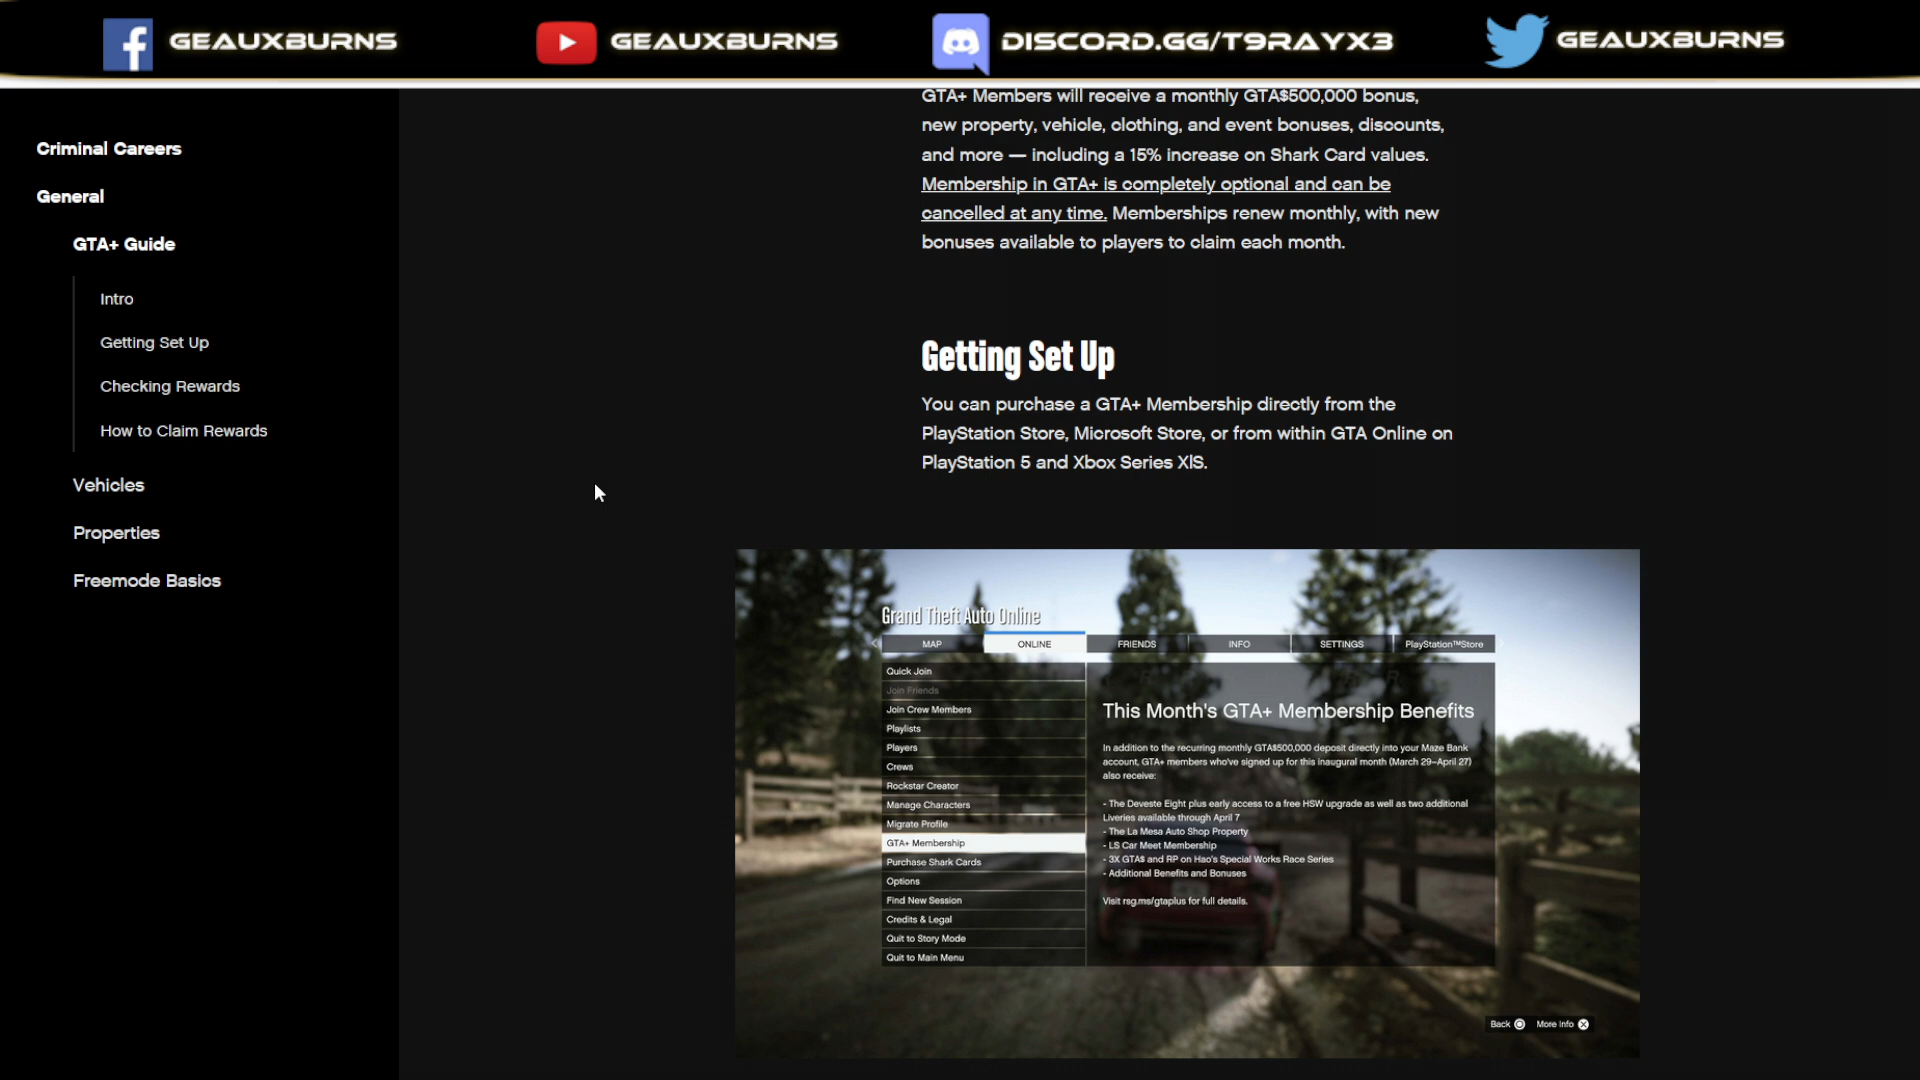 GEAUXBURNS
GEAUXBURNS
DISCORD.GG/T9RAYX3
GEAUXBURNS
Criminal Careers
General
GTA+ Guide
Intro
Getting Set Up
Checking Rewards
How to Claim Rewards
Vehicles
Properties
Freemode Basics
GTA+ Members will receive a monthly GTA$500,000 bonus,
new property, vehicle, clothing, and event bonuses, discounts,
and more — including a 15% increase on Shark Card values.
Membership in GTA+ is completely optional and can be
cancelled at any time. Memberships renew monthly, with new
bonuses available to players to claim each month.
Getting Set Up
You can purchase a GTA+ Membership directly from the
PlayStation Store, Microsoft Store, or from within GTA Online on
PlayStation 5 and Xbox Series X|S.
Grand Theft Auto Online
MAP ONLINE FRIENDS INFO SETTINGS PlayStation™Store
Quick Join
Join Friends
Join Crew Members
Playlists
Players
Crews
Rockstar Creator
Manage Characters
Migrate Profile
GTA+ Membership
Purchase Shark Cards
Options
Find New Session
Credits & Legal
Quit to Story Mode
Quit to Main Menu
This Month's GTA+ Membership Benefits
In addition to the recurring monthly GTA$500,000 deposit directly into your Maze Bank
account, GTA+ members who've signed up for this inaugural month (March 29–April 27)
also receive:
- The Deveste Eight plus early access to a free HSW upgrade as well as two additional
Liveries available through April 7
- The La Mesa Auto Shop Property
- LS Car Meet Membership
- 3X GTA$ and RP on Hao's Special Works Race Series
- Additional Benefits and Bonuses
Visit rsg.ms/gtaplus for full details.
Back More Info